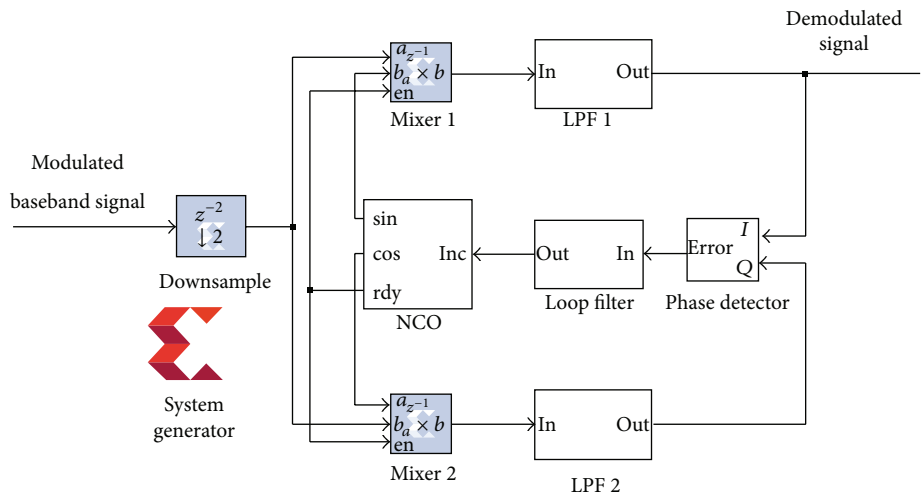 Demodulated
signal
a z⁻¹
b a × b
en
Mixer 1
In Out
LPF 1
Modulated
baseband signal
z⁻²
↓ 2
Downsample
sin
cos
rdy
Inc
NCO
Out In
Loop filter
I
Error
Q
Phase detector
System
generator
a z⁻¹
b a × b
en
Mixer 2
In Out
LPF 2